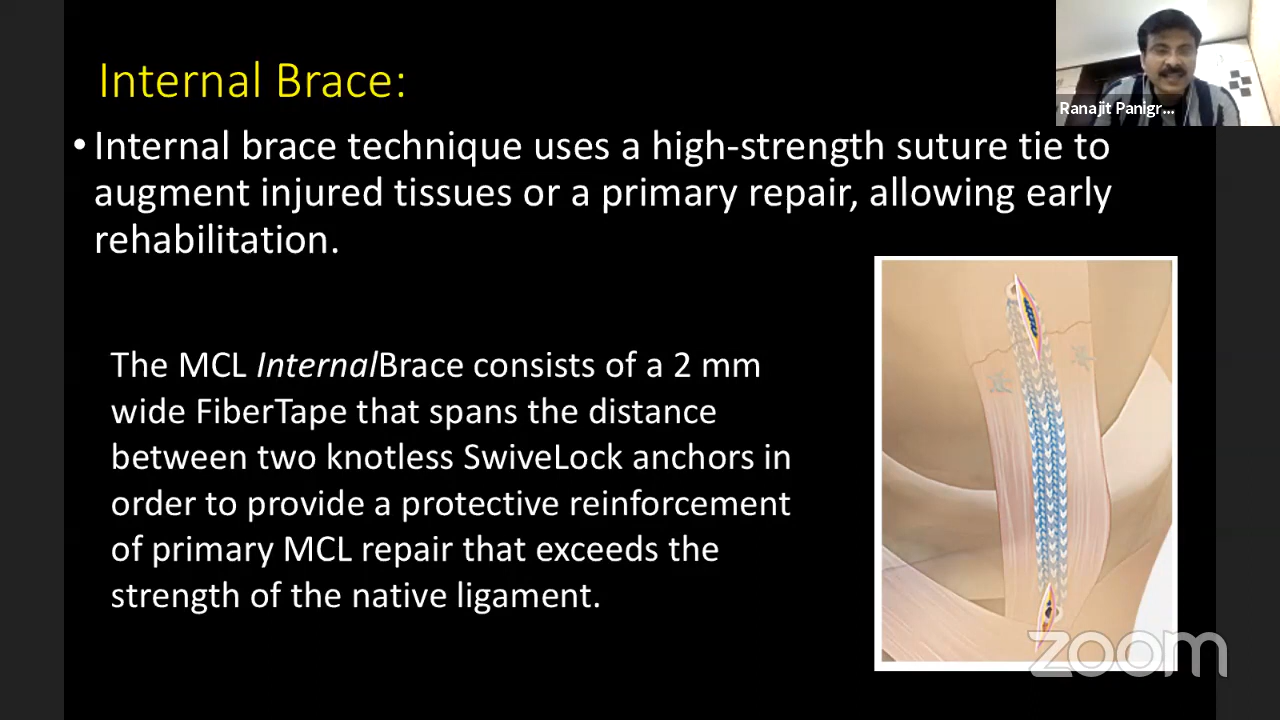 Internal Brace:
Ranajit Panigr...
• Internal brace technique uses a high-strength suture tie to
augment injured tissues or a primary repair, allowing early
rehabilitation.
The MCL InternalBrace consists of a 2 mm
wide FiberTape that spans the distance
between two knotless SwiveLock anchors in
order to provide a protective reinforcement
of primary MCL repair that exceeds the
strength of the native ligament.
zoom